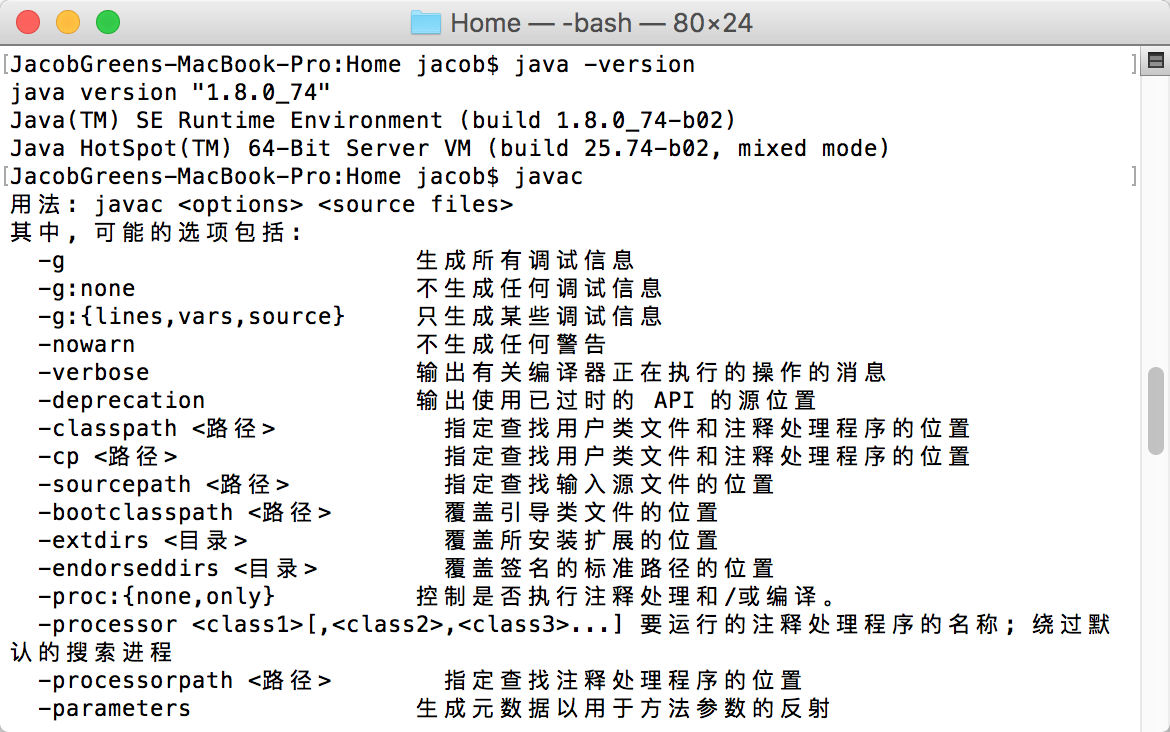 Home — -bash — 80×24
[JacobGreens-MacBook-Pro:Home jacob$ java -version ]
java version "1.8.0_74"
Java(TM) SE Runtime Environment (build 1.8.0_74-b02)
Java HotSpot(TM) 64-Bit Server VM (build 25.74-b02, mixed mode)
[JacobGreens-MacBook-Pro:Home jacob$ javac ]
用法: javac <options> <source files>
其中, 可能的选项包括:
-g 生成所有调试信息
-g:none 不生成任何调试信息
-g:{lines,vars,source} 只生成某些调试信息
-nowarn 不生成任何警告
-verbose 输出有关编译器正在执行的操作的消息
-deprecation 输出使用已过时的 API 的源位置
-classpath <路径> 指定查找用户类文件和注释处理程序的位置
-cp <路径> 指定查找用户类文件和注释处理程序的位置
-sourcepath <路径> 指定查找输入源文件的位置
-bootclasspath <路径> 覆盖引导类文件的位置
-extdirs <目录> 覆盖所安装扩展的位置
-endorseddirs <目录> 覆盖签名的标准路径的位置
-proc:{none,only} 控制是否执行注释处理和/或编译。
-processor <class1>[,<class2>,<class3>...] 要运行的注释处理程序的名称; 绕过默
认的搜索进程
-processorpath <路径> 指定查找注释处理程序的位置
-parameters 生成元数据以用于方法参数的反射